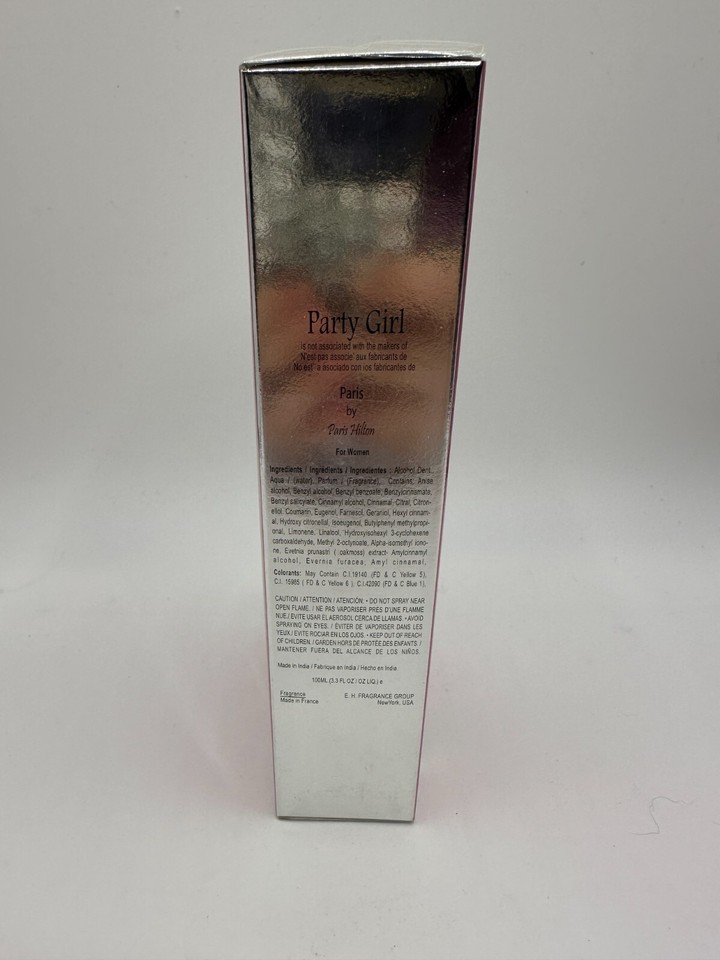 Party Girl
is not associated with the makers of
N'est pas associe' aux fabricants de
No est' a asociado con los fabricantes de
Paris
by
Paris Hilton
For Women
Ingredients / Ingrédients / Ingredientes : Alcohol Dent.
Aqua / (water), Parfum / (Fragrance), Contains: Anise
alcohol, Benzyl alcohol, Benzyl benzoate, Benzylcinnamate,
Benzyl salicylate, Cinnamyl alcohol, Cinnamal, Citral, Citron-
ellol, Coumarin, Eugenol, Farnesol, Geraniol, Hexyl cinnam-
al, Hydroxy citronellal, Isoeugenol, Butylphenyl methylpropi-
onal, Limonene, Linalool, Hydroxyisohexyl 3-cyclohexene
carboxaldehyde, Methyl 2-octynoate, Alpha-isomethyl iono-
ne, Evetnia prunastri ( oakmoss) extract- Amylcinnamyl
alcohol, Evernia furacea, Amyl cinnamal.
Colorants: May Contain C.I.19140 (FD & C Yellow 5),
C.I. 15985 ( FD & C Yellow 6 ), C.I.42090 (FD & C Blue 1).
CAUTION / ATTENTION / ATENCIÓN: • DO NOT SPRAY NEAR
OPEN FLAME. / NE PAS VAPORISER PRÈS D'UNE FLAMME
NUE./ EVITE USAR EL AEROSOL CERCA DE LLAMAS. • AVOID
SPRAYING ON EYES. / ÉVITER DE VAPORISER DANS LES
YEUX./ EVITE ROCIAR EN LOS OJOS. • KEEP OUT OF REACH
OF CHILDREN. / GARDEN HORS DE PROTÉE DES ENFANTS. /
MANTENER FUERA DEL ALCANCE DE LOS NIÑOS.
Made in India / Fabrique en India / Hecho en India
100ML (3.3 FL OZ / OZ LIQ.) e
Fragrance E. H. FRAGRANCE GROUP
Made in France NewYork, USA